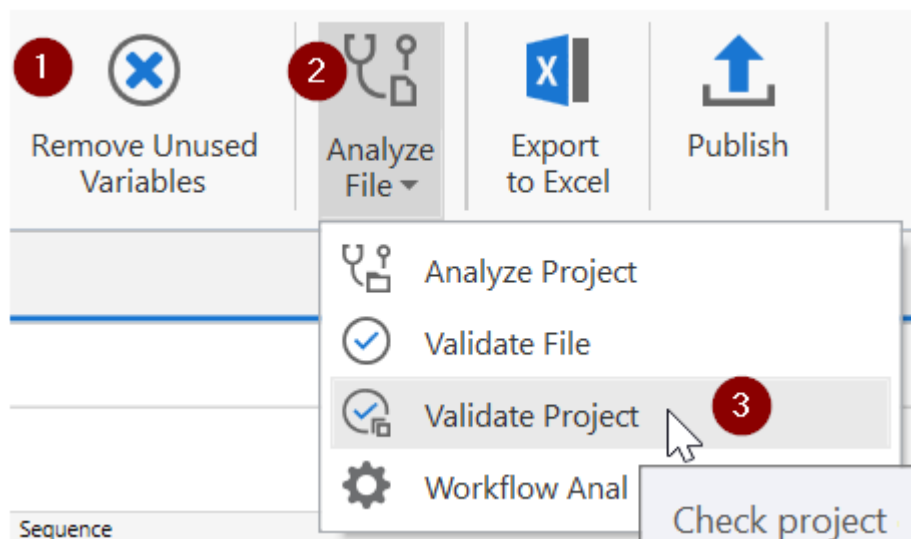 1
Remove Unused
Variables
2
Analyze
File
X
Export
to Excel
Publish
Analyze Project
Validate File
Validate Project
3
Workflow Anal
Check project
Sequence